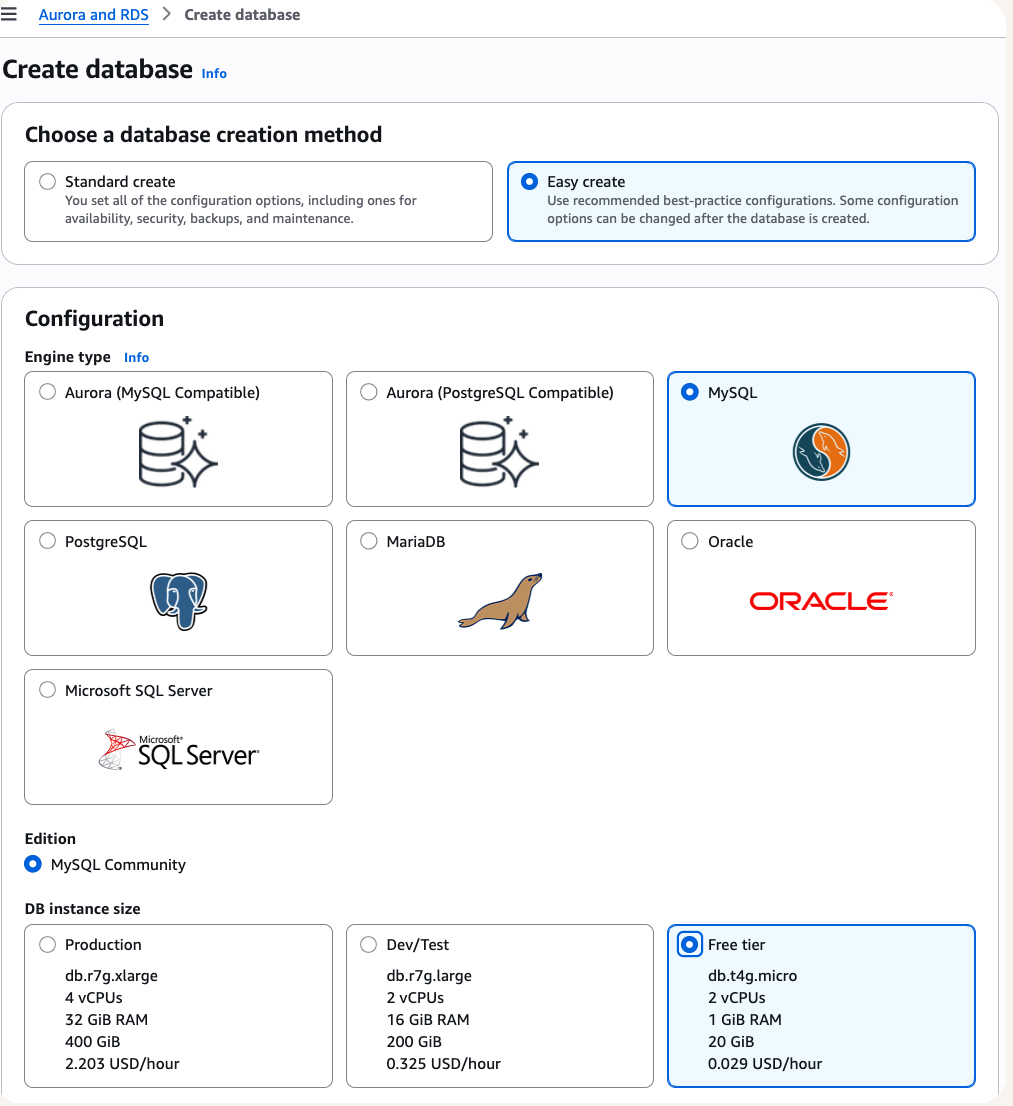 Aurora and RDS > Create database
Create database Info
Choose a database creation method
Standard create
You set all of the configuration options, including ones for
availability, security, backups, and maintenance.
Easy create
Use recommended best-practice configurations. Some configuration
options can be changed after the database is created.
Configuration
Engine type Info
Aurora (MySQL Compatible)
Aurora (PostgreSQL Compatible)
MySQL
PostgreSQL
MariaDB
Oracle
ORACLE®
Microsoft SQL Server
Microsoft®
SQL Server®
Edition
MySQL Community
DB instance size
Production
db.r7g.xlarge
4 vCPUs
32 GiB RAM
400 GiB
2.203 USD/hour
Dev/Test
db.r7g.large
2 vCPUs
16 GiB RAM
200 GiB
0.325 USD/hour
Free tier
db.t4g.micro
2 vCPUs
1 GiB RAM
20 GiB
0.029 USD/hour